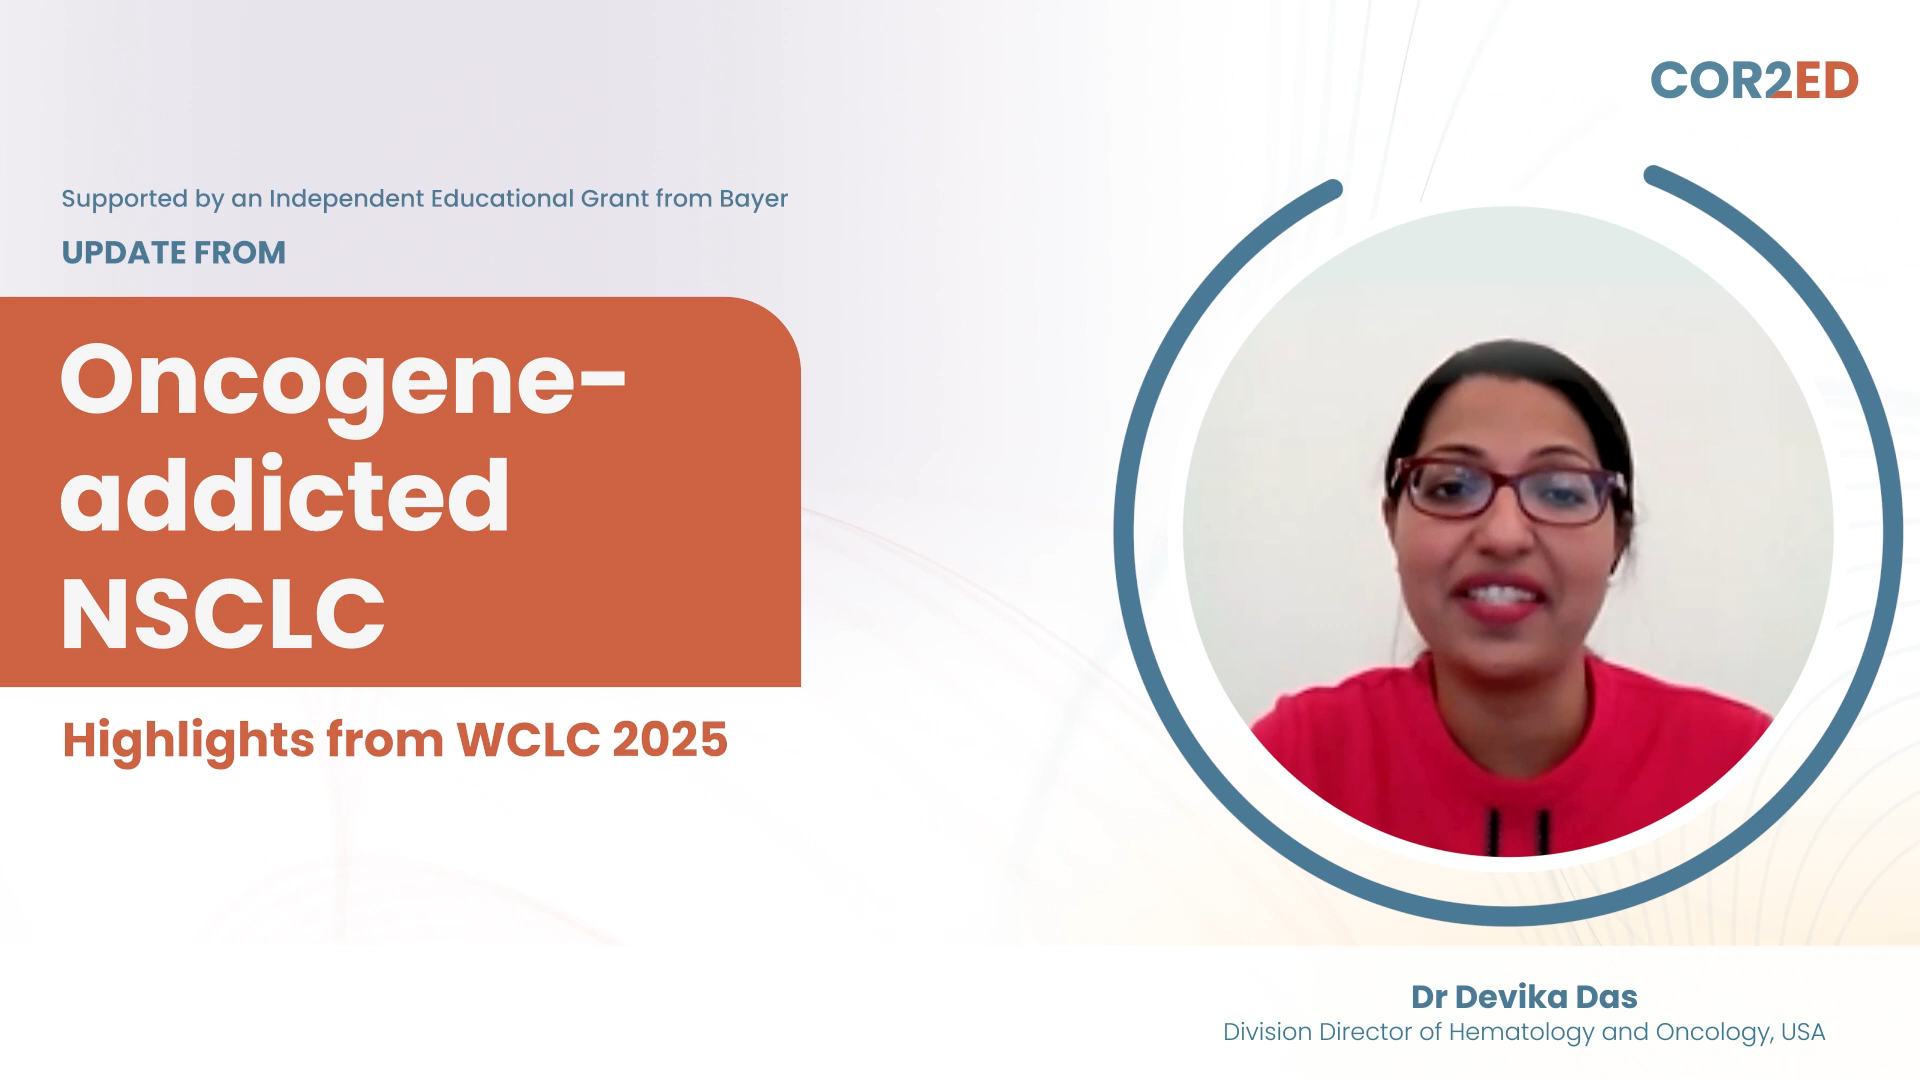 COR2ED
Supported by an Independent Educational Grant from Bayer
UPDATE FROM
Oncogene-
addicted
NSCLC
Highlights from WCLC 2025
Dr Devika Das
Division Director of Hematology and Oncology, USA